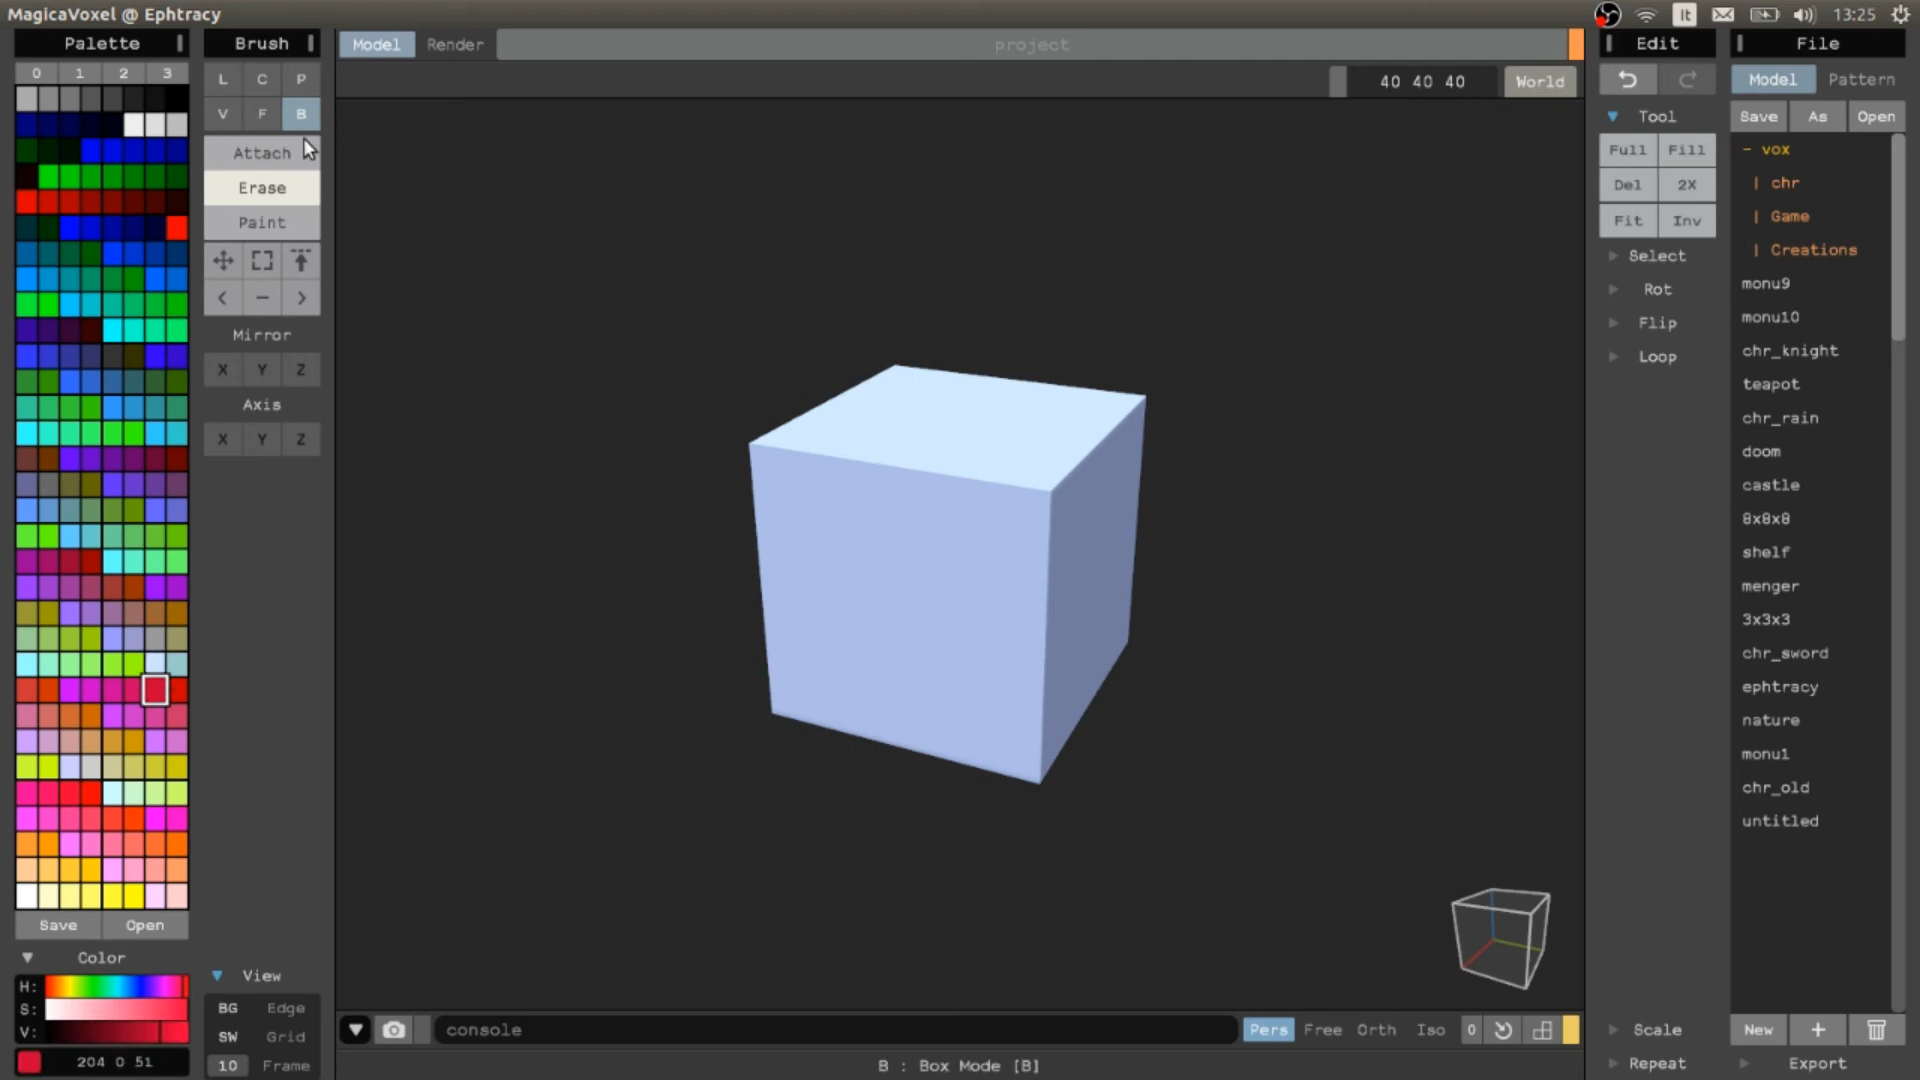 MagicaVoxel @ Ephtracy
lt
13:25
Palette
0 1 2 3
Save Open
Color
H:
S:
V:
204 0 51
Brush
L C P
V F B
Attach
Erase
Paint
Mirror
X Y Z
Axis
X Y Z
View
BG Edge
SW Grid
10 Frame
Model Render project
40 40 40 World
console Pers Free Orth Iso 0
B : Box Mode [B]
Edit
Tool
Full Fill
Del 2X
Fit Inv
Select
Rot
Flip
Loop
Scale
Repeat
File
Model Pattern
Save As Open
- vox
| chr
| Game
| Creations
monu9
monu10
chr_knight
teapot
chr_rain
doom
castle
8x8x8
shelf
menger
3x3x3
chr_sword
ephtracy
nature
monu1
chr_old
untitled
New +
Export